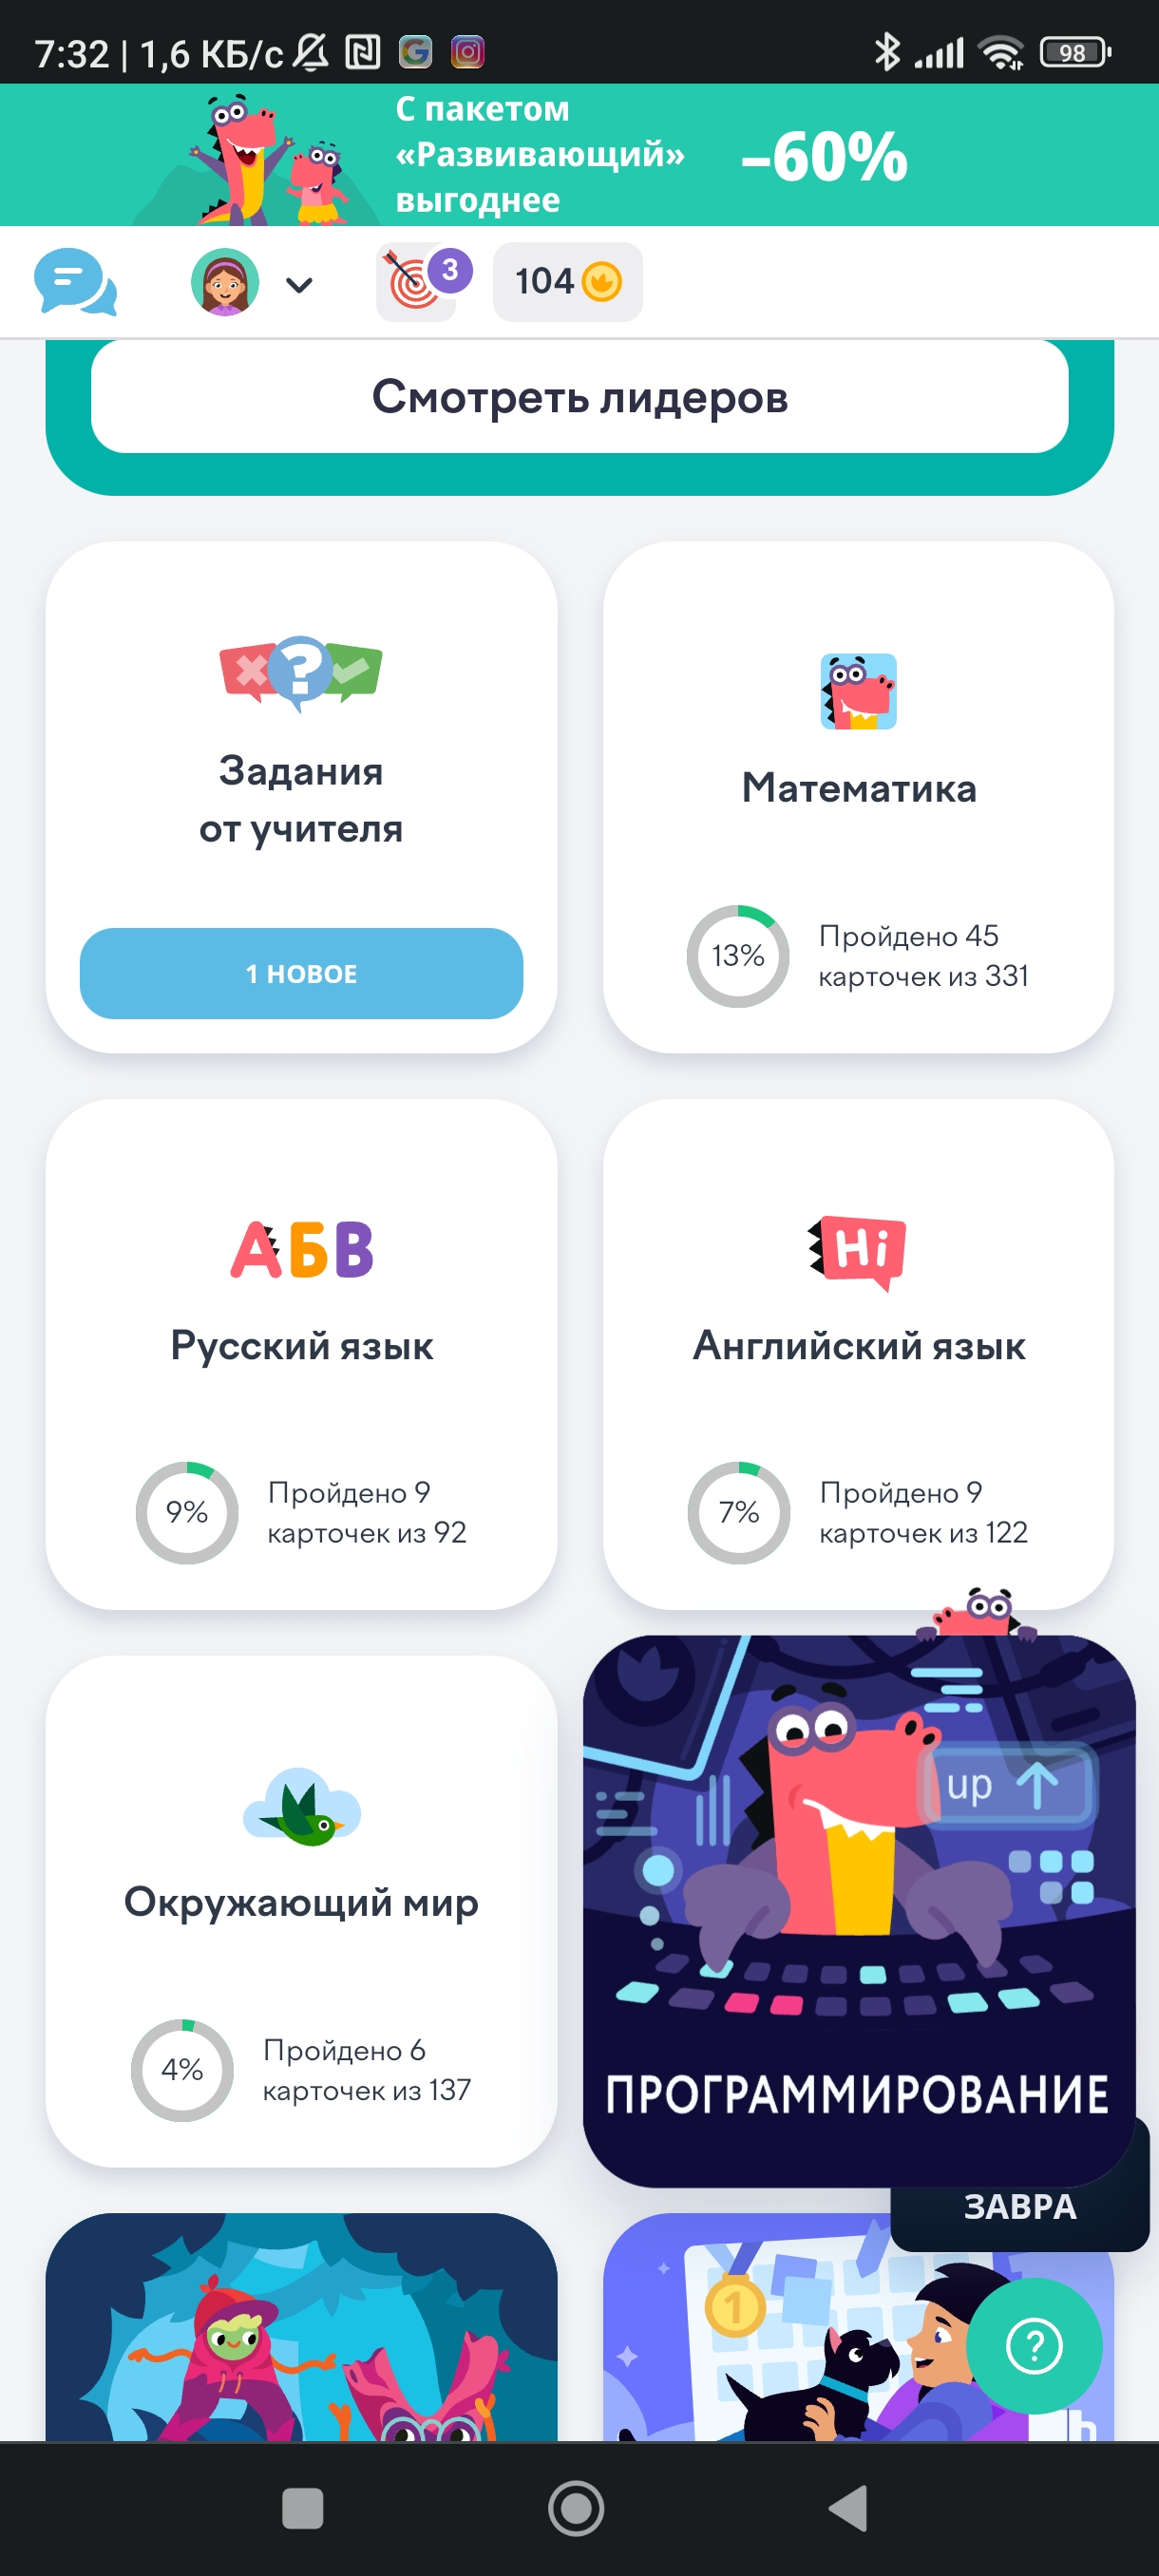 7:32 | 1,6 КБ/с
98
С пакетом
«Развивающий»
выгоднее
–60%
3
104
Смотреть лидеров
?
Задания
от учителя
1 НОВОЕ
Математика
13%
Пройдено 45
карточек из 331
АБВ
Русский язык
9%
Пройдено 9
карточек из 92
Hi
Английский язык
7%
Пройдено 9
карточек из 122
Окружающий мир
4%
Пройдено 6
карточек из 137
up
ПРОГРАММИРОВАНИЕ
ЗАВРА
1
?